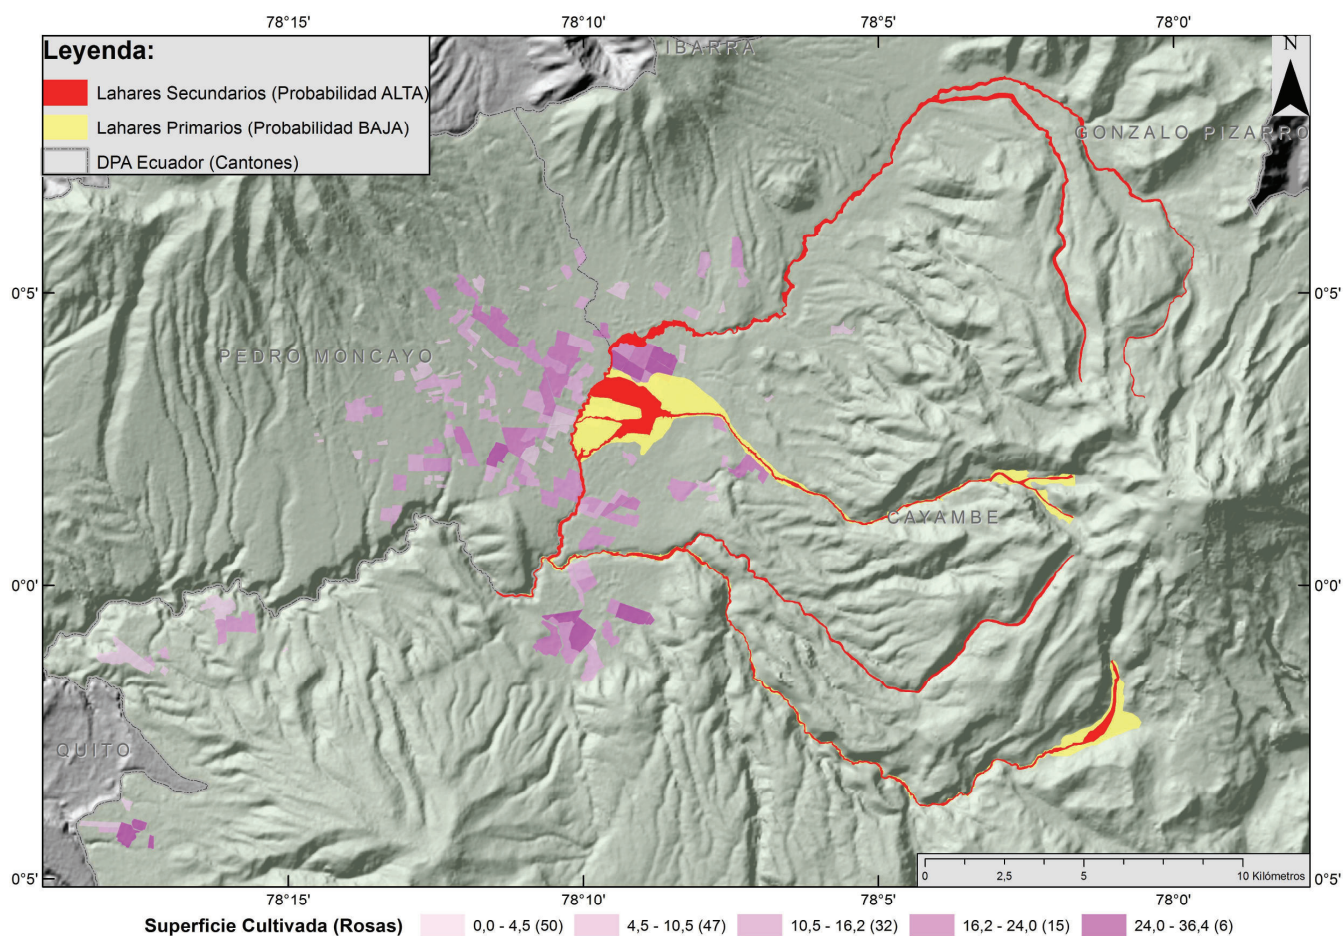 78°15' 78°10' 78°5' 78°0'
Leyenda:
Lahares Secundarios (Probabilidad ALTA)
Lahares Primarios (Probabilidad BAJA)
DPA Ecuador (Cantones)
IBARRA
N
GONZALO PIZARRO
0°5' 0°5'
PEDRO MONCAYO
CAYAMBE
0°0' 0°0'
QUITO
0 2,5 5 10 Kilómetros
0°5' 0°5'
78°15' 78°10' 78°5' 78°0'
Superficie Cultivada (Rosas) 0,0 - 4,5 (50) 4,5 - 10,5 (47) 10,5 - 16,2 (32) 16,2 - 24,0 (15) 24,0 - 36,4 (6)